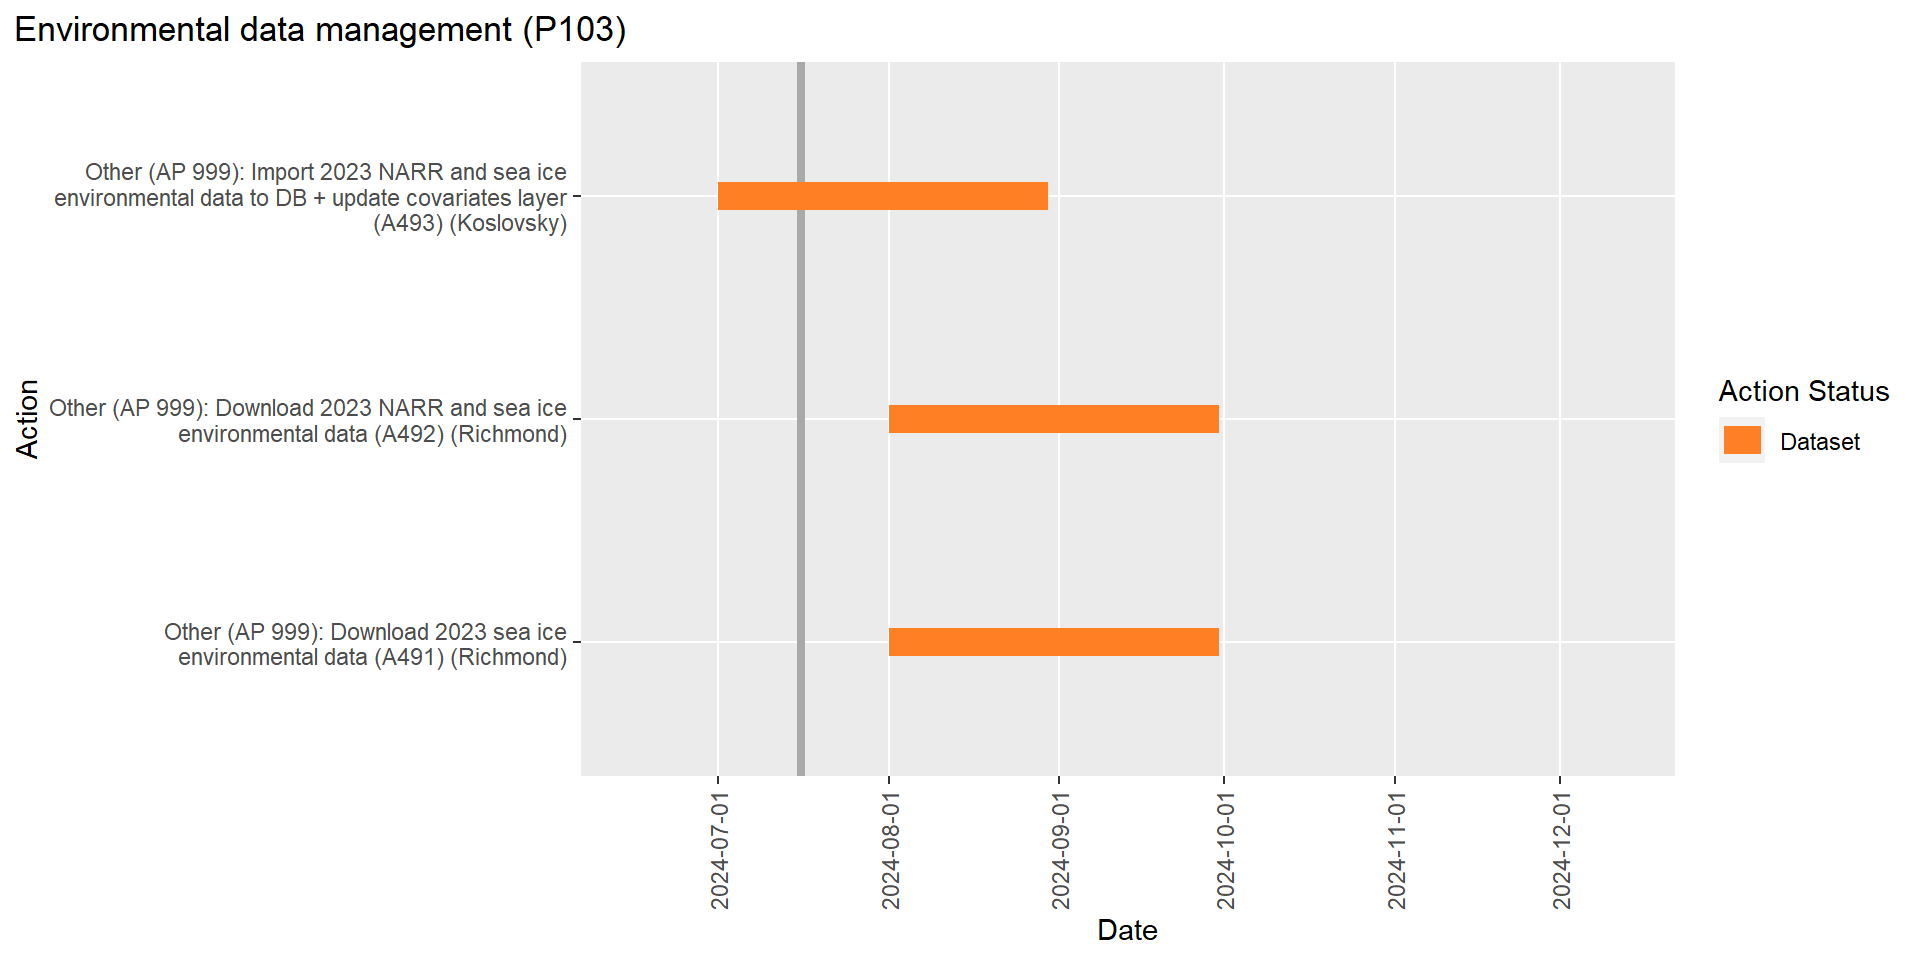 Environmental data management (P103)
Other (AP 999): Import 2023 NARR and sea ice
environmental data to DB + update covariates layer
(A493) (Koslovsky)
Other (AP 999): Download 2023 NARR and sea ice
environmental data (A492) (Richmond)
Other (AP 999): Download 2023 sea ice
environmental data (A491) (Richmond)
Action
2024-07-01
2024-08-01
2024-09-01
2024-10-01
2024-11-01
2024-12-01
Date
Action Status
Dataset